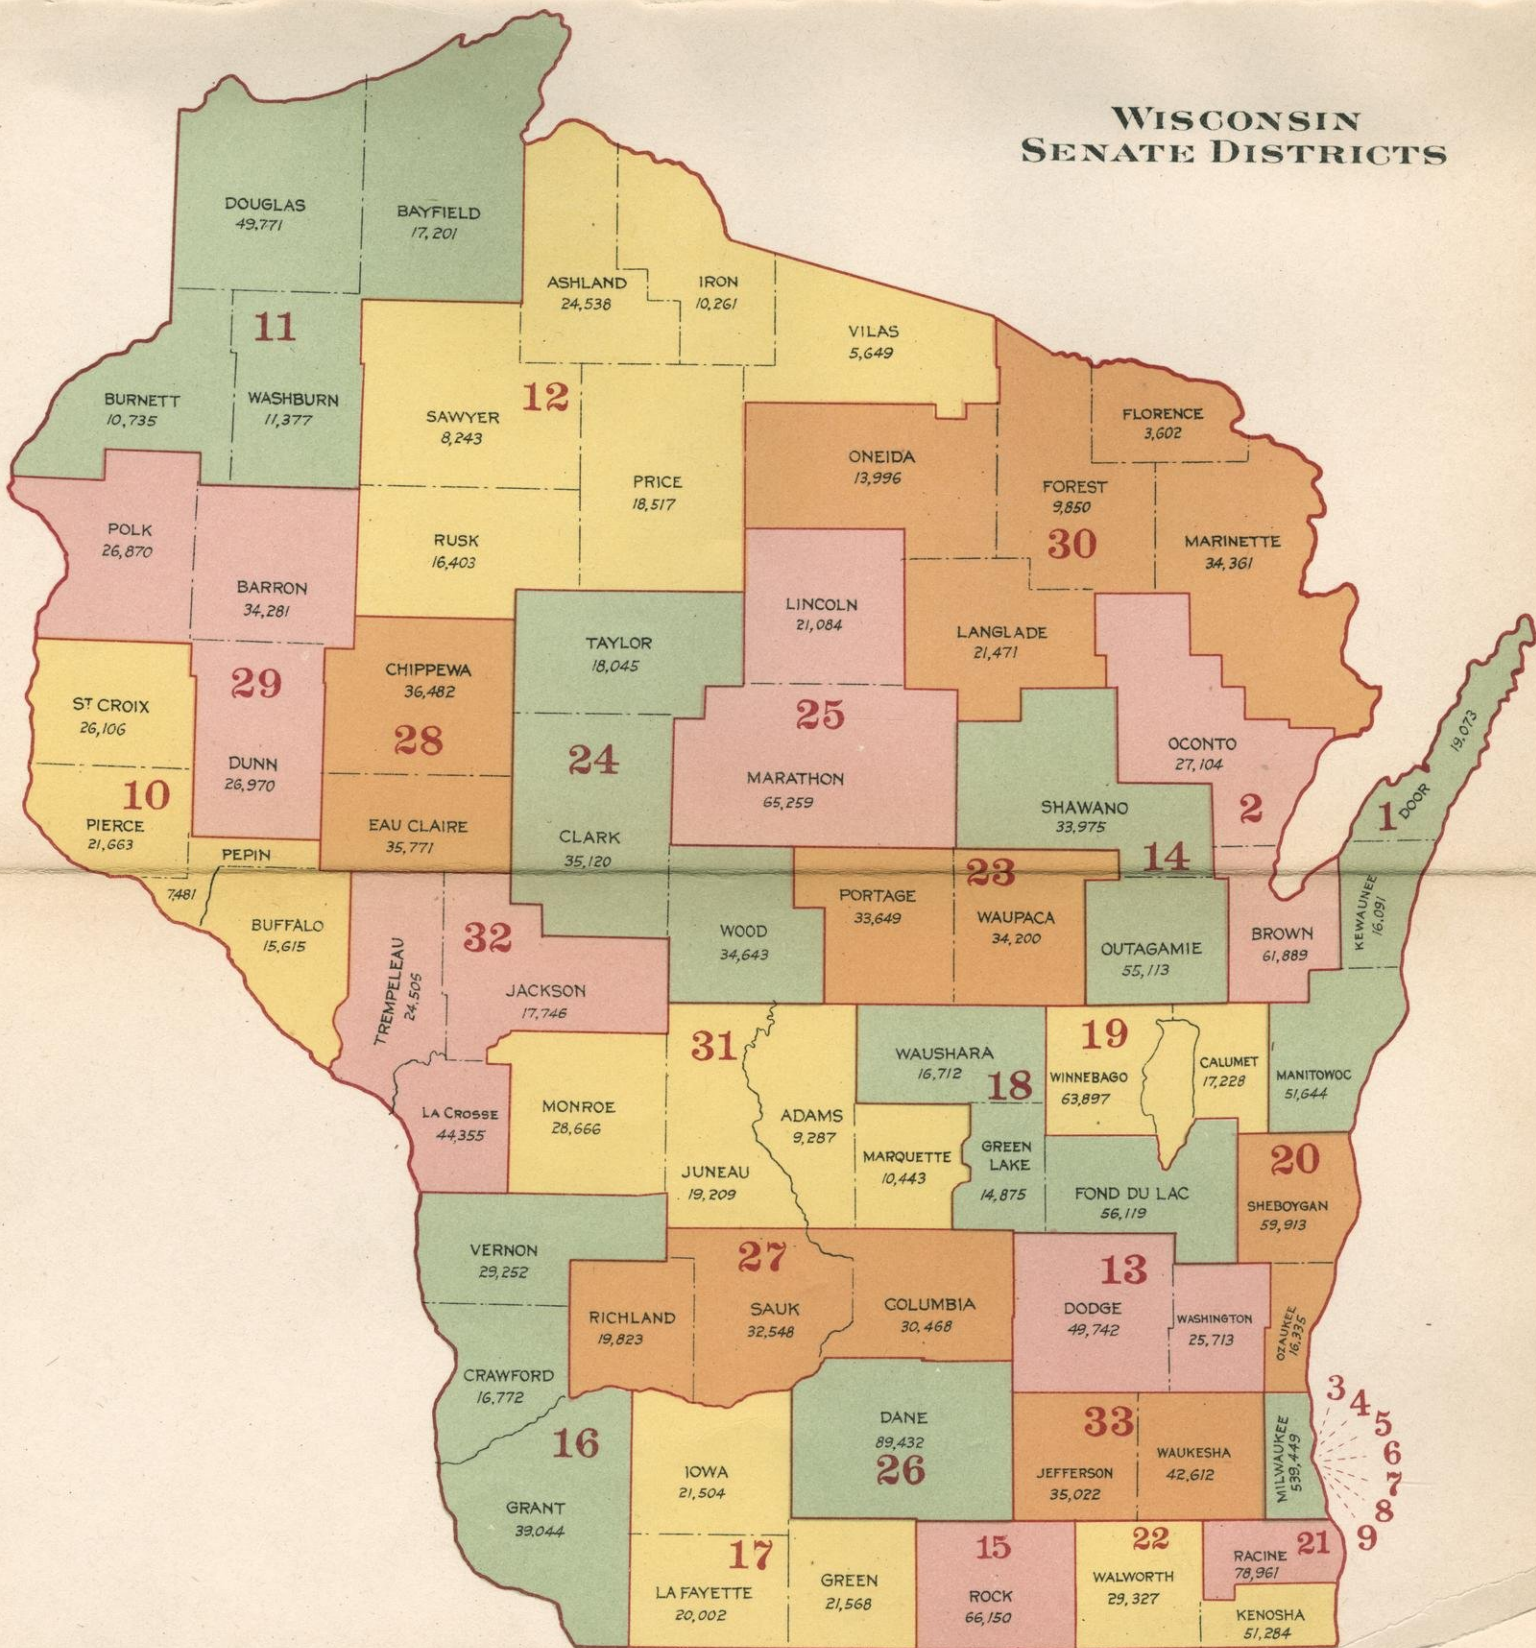 WISCONSIN
SENATE DISTRICTS
DOUGLAS
49,771
BAYFIELD
17,201
ASHLAND
24,538
IRON
10,261
VILAS
5,649
11
BURNETT
10,735
WASHBURN
11,377
12
SAWYER
8,243
PRICE
18,517
RUSK
16,403
ONEIDA
13,996
FLORENCE
3,602
FOREST
9,850
30
MARINETTE
34,361
POLK
26,870
BARRON
34,281
LINCOLN
21,084
LANGLADE
21,471
TAYLOR
18,045
CHIPPEWA
36,482
28
29
ST CROIX
26,106
DUNN
26,970
10
PIERCE
21,663
PEPIN
7,481
EAU CLAIRE
35,771
24
CLARK
35,120
25
MARATHON
65,259
SHAWANO
33,975
14
OCONTO
27,104
2
1
DOOR
19,073
BUFFALO
15,615
TREMPELEAU
24,506
32
JACKSON
17,746
WOOD
34,643
PORTAGE
33,649
23
WAUPACA
34,200
OUTAGAMIE
55,113
BROWN
61,889
KEWAUNEE
16,091
LA CROSSE
44,355
MONROE
28,666
31
JUNEAU
19,209
ADAMS
9,287
WAUSHARA
16,712
18
MARQUETTE
10,443
GREEN
LAKE
14,875
19
WINNEBAGO
63,897
CALUMET
17,228
MANITOWOC
51,644
FOND DU LAC
56,119
20
SHEBOYGAN
59,913
VERNON
29,252
27
RICHLAND
19,823
SAUK
32,548
COLUMBIA
30,468
13
DODGE
49,742
WASHINGTON
25,713
OZAUKEE
16,335
CRAWFORD
16,772
16
GRANT
39,044
IOWA
21,504
DANE
89,432
26
33
JEFFERSON
35,022
WAUKESHA
42,612
MILWAUKEE
539,449
3
4
5
6
7
8
9
17
LA FAYETTE
20,002
GREEN
21,568
15
ROCK
66,150
22
WALWORTH
29,327
RACINE
78,961
21
KENOSHA
51,284